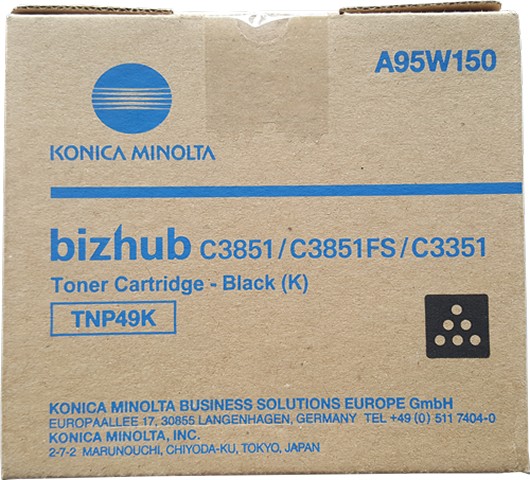 A95W150
KONICA MINOLTA
bizhub C3851/C3851FS/C3351
Toner Cartridge - Black (K)
TNP49K
KONICA MINOLTA BUSINESS SOLUTIONS EUROPE GmbH
EUROPAALLEE 17, 30855 LANGENHAGEN, GERMANY TEL +49 (0) 511 7404-0
KONICA MINOLTA, INC.
2-7-2 MARUNOUCHI, CHIYODA-KU, TOKYO, JAPAN